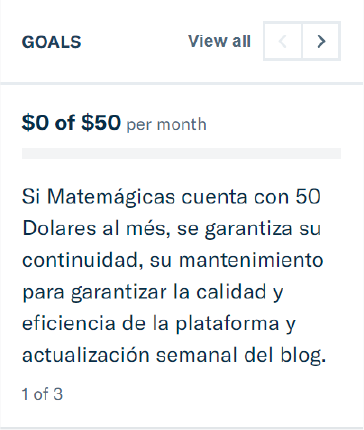 GOALS
View all
$0 of $50 per month
Si Matemágicas cuenta con 50
Dolares al més, se garantiza su
continuidad, su mantenimiento
para garantizar la calidad y
eficiencia de la plataforma y
actualización semanal del blog.
1 of 3